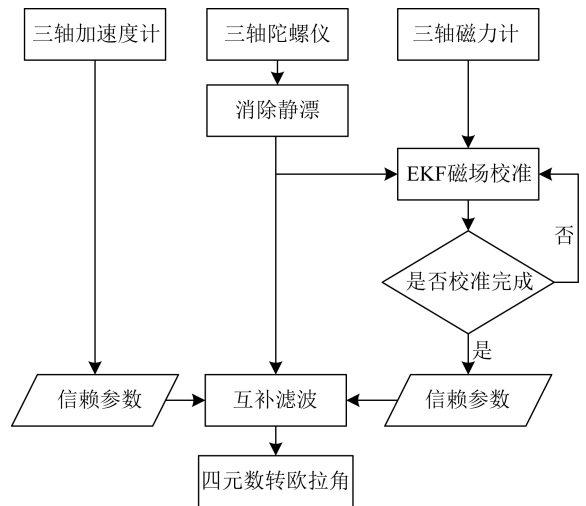 三轴加速度计
三轴陀螺仪
三轴磁力计
消除静漂
EKF磁场校准
否
是否校准完成
是
信赖参数
互补滤波
信赖参数
四元数转欧拉角